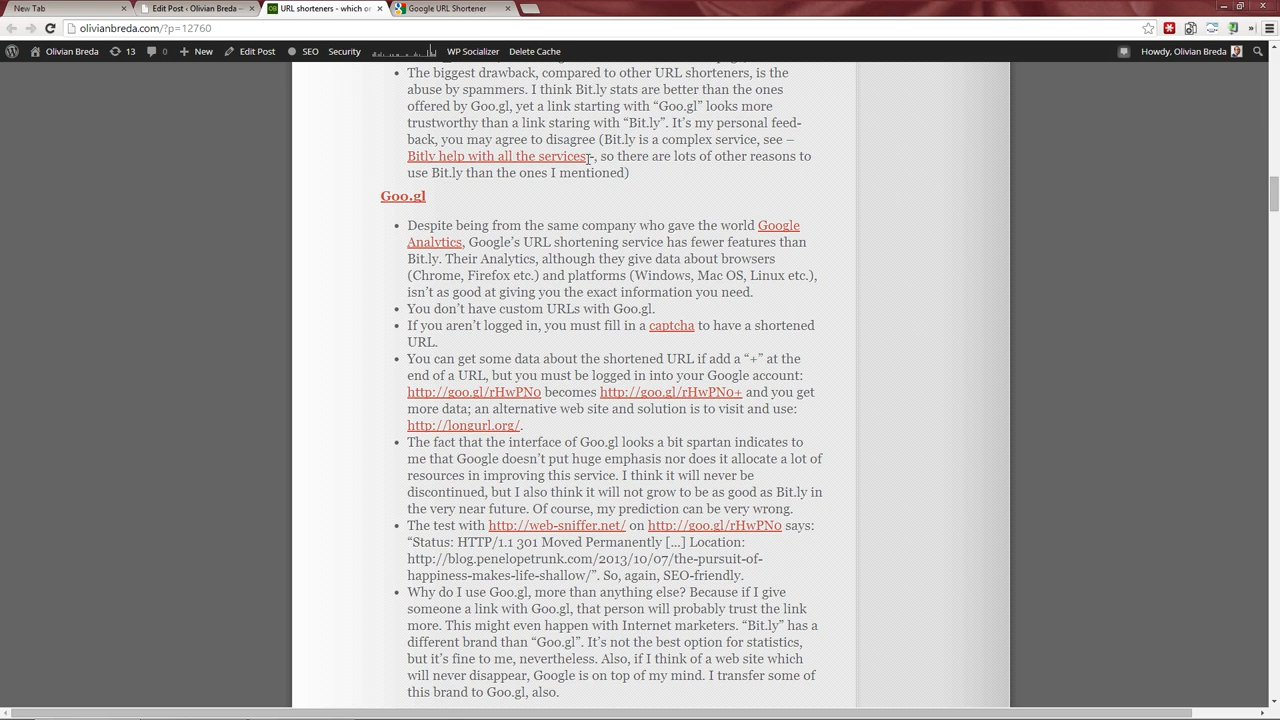 New Tab
Edit Post ‹ Olivian Breda —
URL shorteners - which o
Google URL Shortener
olivianbreda.com/?p=12760
Olivian Breda 13 0 New Edit Post SEO Security WP Socializer Delete Cache Howdy, Olivian Breda
• The biggest drawback, compared to other URL shorteners, is the
abuse by spammers. I think Bit.ly stats are better than the ones
offered by Goo.gl, yet a link starting with “Goo.gl” looks more
trustworthy than a link staring with “Bit.ly”. It’s my personal feed-
back, you may agree to disagree (Bit.ly is a complex service, see –
Bitly help with all the services-, so there are lots of other reasons to
use Bit.ly than the ones I mentioned)
Goo.gl
• Despite being from the same company who gave the world Google
Analytics, Google’s URL shortening service has fewer features than
Bit.ly. Their Analytics, although they give data about browsers
(Chrome, Firefox etc.) and platforms (Windows, Mac OS, Linux etc.),
isn’t as good at giving you the exact information you need.
• You don’t have custom URLs with Goo.gl.
• If you aren’t logged in, you must fill in a captcha to have a shortened
URL.
• You can get some data about the shortened URL if add a “+” at the
end of a URL, but you must be logged in into your Google account:
http://goo.gl/rHwPN0 becomes http://goo.gl/rHwPN0+ and you get
more data; an alternative web site and solution is to visit and use:
http://longurl.org/.
• The fact that the interface of Goo.gl looks a bit spartan indicates to
me that Google doesn’t put huge emphasis nor does it allocate a lot of
resources in improving this service. I think it will never be
discontinued, but I also think it will not grow to be as good as Bit.ly in
the very near future. Of course, my prediction can be very wrong.
• The test with http://web-sniffer.net/ on http://goo.gl/rHwPN0 says:
“Status: HTTP/1.1 301 Moved Permanently [...] Location:
http://blog.penelopetrunk.com/2013/10/07/the-pursuit-of-
happiness-makes-life-shallow/”. So, again, SEO-friendly.
• Why do I use Goo.gl, more than anything else? Because if I give
someone a link with Goo.gl, that person will probably trust the link
more. This might even happen with Internet marketers. “Bit.ly” has a
different brand than “Goo.gl”. It’s not the best option for statistics,
but it’s fine to me, nevertheless. Also, if I think of a web site which
will never disappear, Google is on top of my mind. I transfer some of
this brand to Goo.gl, also.